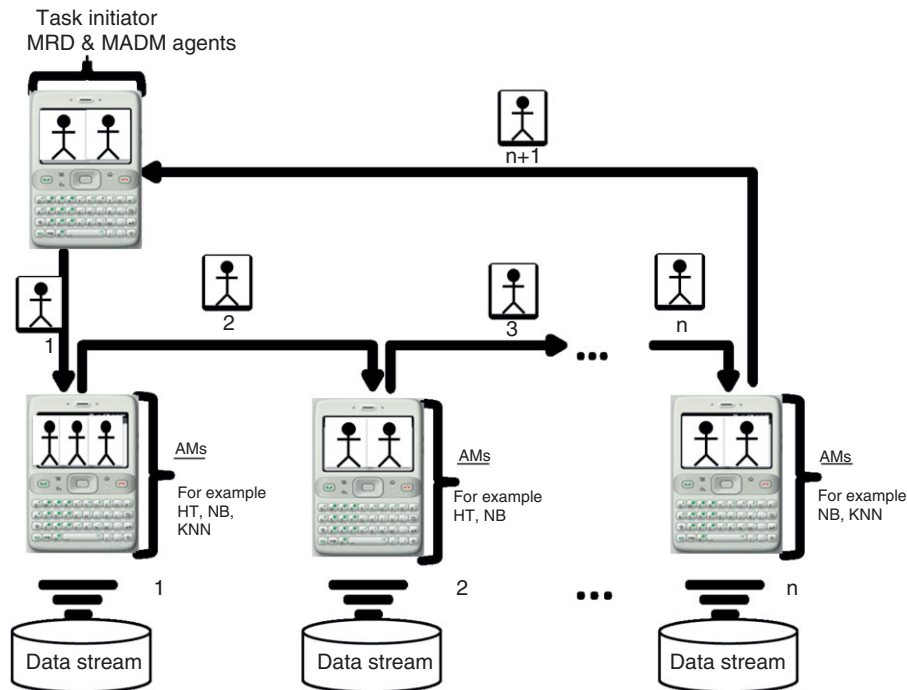 Task initiator
MRD & MADM agents
n+1
1
2
3
n
...
AMs
For example
HT, NB,
KNN
AMs
For example
HT, NB
AMs
For example
NB, KNN
1
2
...
n
Data stream
Data stream
Data stream